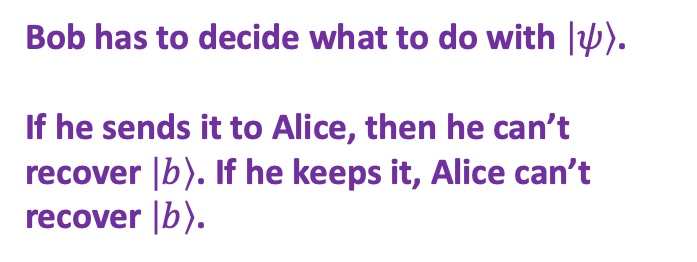 Bob has to decide what to do with |ψ⟩.
If he sends it to Alice, then he can’t
recover |b⟩. If he keeps it, Alice can’t
recover |b⟩.